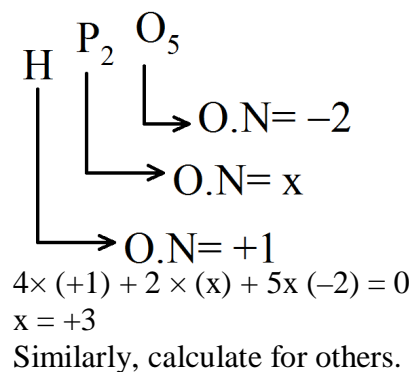 H P₂ O₅
O.N= –2
O.N= x
O.N= +1
4× (+1) + 2 × (x) + 5x (–2) = 0
x = +3
Similarly, calculate for others.